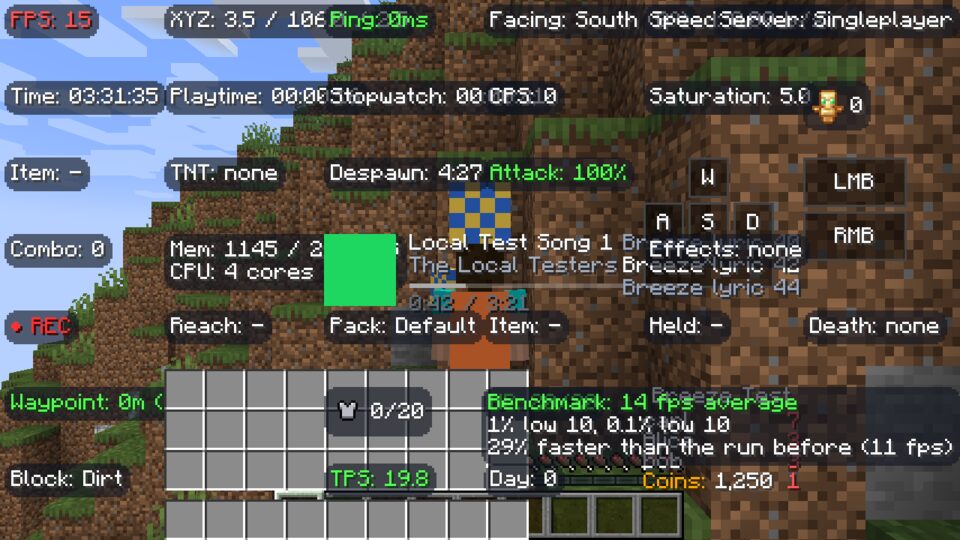 FPS: 15
XYZ: 3.5 / 106
Ping: 0ms
Facing: South
Speed
Server: Singleplayer
Time: 03:31:35
Playtime: 00:00
Stopwatch: 00
CPS: 0
Saturation: 5.0
0
Item: -
TNT: none
Despawn: 4:27
Attack: 100%
W
LMB
A
S
D
RMB
Combo: 0
Mem: 1145 / 2
CPU: 4 cores
Local Test Song 1
The Local Testers
0:42 / 3:21
Effects: none
Breeze lyric 42
Breeze lyric 44
REC
Reach: -
Pack: Default
Item: -
Held: -
Death: none
Waypoint: 0m (
0/20
Breeze Test
Benchmark: 14 fps average
1% low 10, 0.1% low 10
29% faster than the run before (11 fps)
Bob
Block: Dirt
TPS: 19.8
Day: 0
Coins: 1,250
1